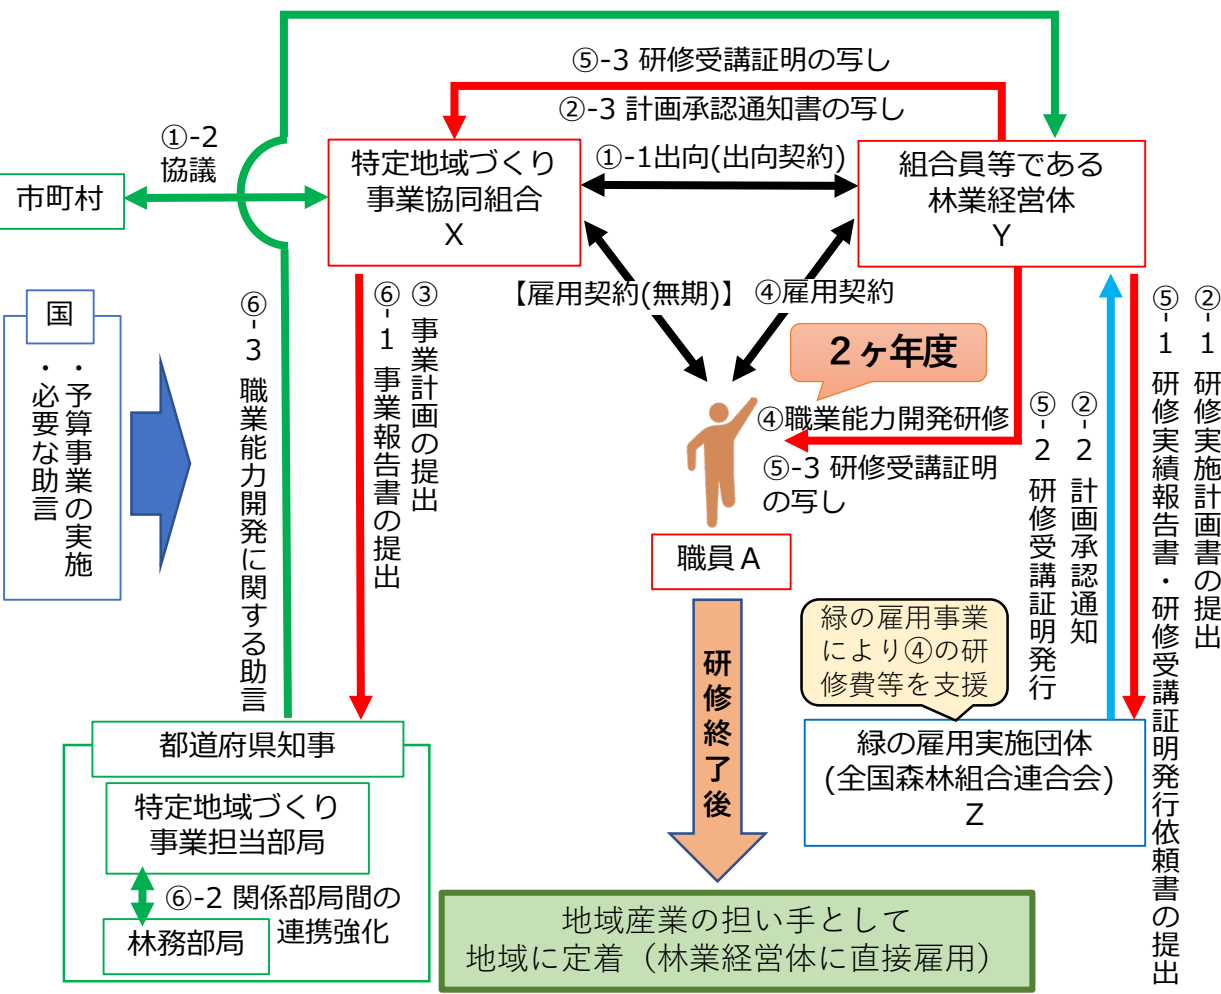 ⑤-3 研修受講証明の写し
②-3 計画承認通知書の写し
①-2
協議
①-1出向(出向契約)
市町村
特定地域づくり
事業協同組合
X
組合員等である
林業経営体
Y
【雇用契約(無期)】
④雇用契約
国
・予算事業の実施
・必要な助言
⑥-3 職業能力開発に関する助言
③事業計画の提出
⑥-1 事業報告書の提出
２ヶ年度
④職業能力開発研修
⑤-3 研修受講証明
の写し
職員A
②-1 研修実施計画書の提出
⑤-1 研修実績報告書・研修受講証明発行依頼書の提出
②-2 計画承認通知
⑤-2 研修受講証明発行
緑の雇用事業
により④の研
修費等を支援
緑の雇用実施団体
(全国森林組合連合会)
Z
研修終了後
都道府県知事
特定地域づくり
事業担当部局
⑥-2 関係部局間の
連携強化
林務部局
地域産業の担い手として
地域に定着（林業経営体に直接雇用）